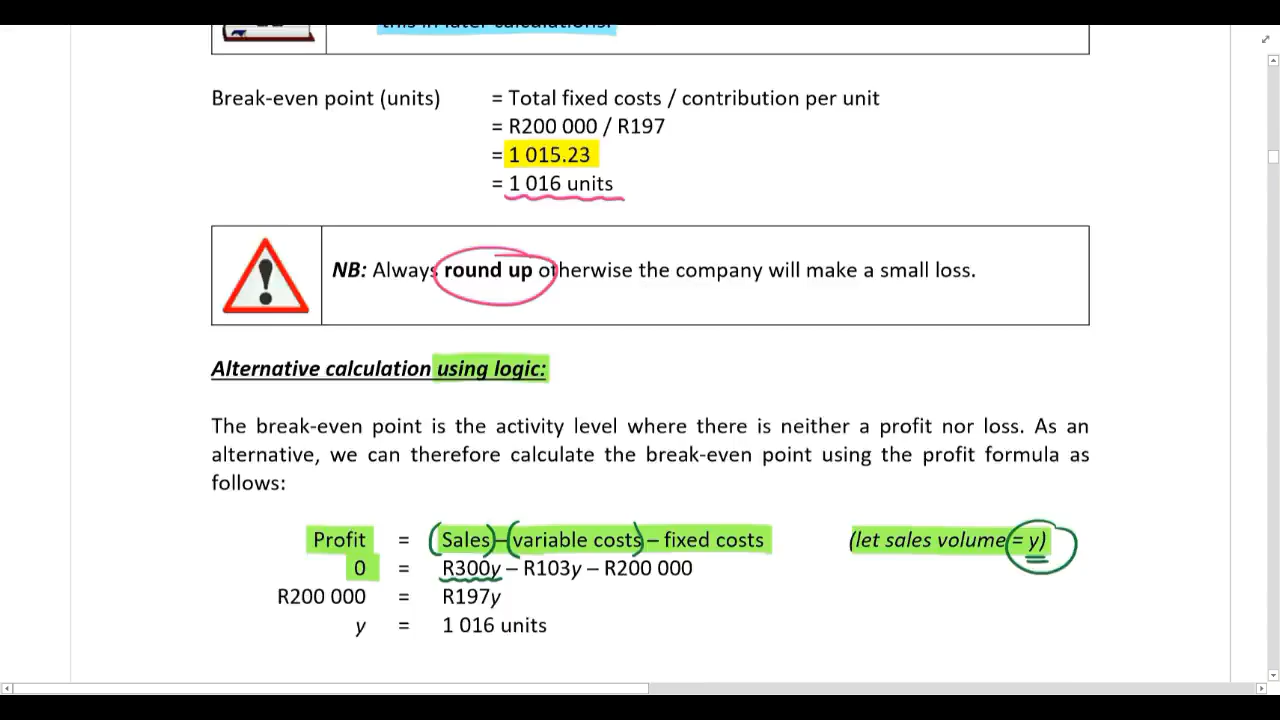 this in later calculations.
Break-even point (units) = Total fixed costs / contribution per unit
= R200 000 / R197
= 1 015.23
= 1 016 units
NB: Always round up otherwise the company will make a small loss.
Alternative calculation using logic:
The break-even point is the activity level where there is neither a profit nor loss. As an
alternative, we can therefore calculate the break-even point using the profit formula as
follows:
Profit = Sales – variable costs – fixed costs (let sales volume = y)
0 = R300y – R103y – R200 000
R200 000 = R197y
y = 1 016 units